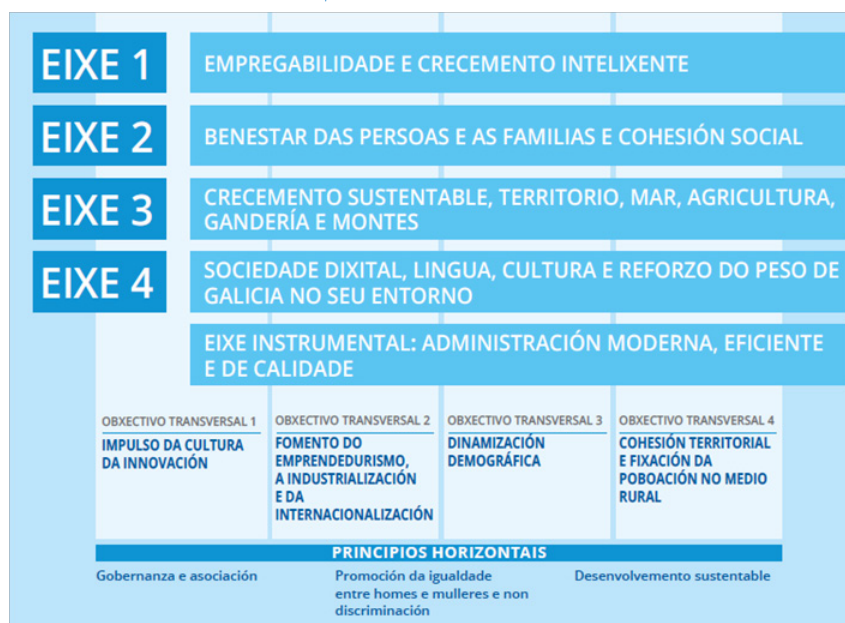 EIXE 1
EMPREGABILIDADE E CRECEMENTO INTELIXENTE
EIXE 2
BENESTAR DAS PERSOAS E AS FAMILIAS E COHESIÓN SOCIAL
EIXE 3
CRECEMENTO SUSTENTABLE, TERRITORIO, MAR, AGRICULTURA,
GANDERÍA E MONTES
EIXE 4
SOCIEDADE DIXITAL, LINGUA, CULTURA E REFORZO DO PESO DE
GALICIA NO SEU ENTORNO
EIXE INSTRUMENTAL: ADMINISTRACIÓN MODERNA, EFICIENTE
E DE CALIDADE
OBXECTIVO TRANSVERSAL 1
IMPULSO DA CULTURA
DA INNOVACIÓN
OBXECTIVO TRANSVERSAL 2
FOMENTO DO
EMPRENDEDURISMO,
A INDUSTRIALIZACIÓN
E DA
INTERNACIONALIZACIÓN
OBXECTIVO TRANSVERSAL 3
DINAMIZACIÓN
DEMOGRÁFICA
OBXECTIVO TRANSVERSAL 4
COHESIÓN TERRITORIAL
E FIXACIÓN DA
POBOACIÓN NO MEDIO
RURAL
PRINCIPIOS HORIZONTAIS
Gobernanza e asociación
Promoción da igualdade
entre homes e mulleres e non
discriminación
Desenvolvemento sustentable